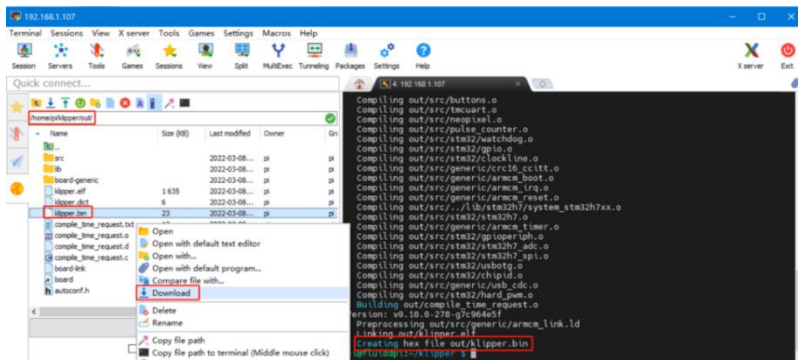 192.168.1.107
Terminal Sessions View X server Tools Games Settings Macros Help
Session Servers Tools Games Sessions View Split MultiExec Tunneling Packages Settings Help X server Exit
Quick connect...
4. 192.168.1.107
/home/pi/klipper/out/
Name Size (KB) Last modified Owner Gr
..
src 2022-03-08... pi pi
lib 2022-03-08... pi pi
board-generic 2022-03-08... pi pi
klipper.elf 1 635 2022-03-08... pi pi
klipper.dict 6 2022-03-08... pi pi
klipper.bin 23 2022-03-08... pi pi
compile_time_request.txt
compile_time_request.o
compile_time_request.d
compile_time_request.c
board-link
board
autoconf.h
Open
Open with default text editor
Open with...
Open with default program...
Compare file with...
Download
Delete
Rename
Copy file path
Copy file path to terminal (Middle mouse click)
Compiling out/src/buttons.o
Compiling out/src/tmcuart.o
Compiling out/src/neopixel.o
Compiling out/src/pulse_counter.o
Compiling out/src/stm32/watchdog.o
Compiling out/src/stm32/gpio.o
Compiling out/src/stm32/clockline.o
Compiling out/src/generic/crc16_ccitt.o
Compiling out/src/generic/armcm_boot.o
Compiling out/src/generic/armcm_irq.o
Compiling out/src/generic/armcm_reset.o
Compiling out/src/../lib/stm32h7/system_stm32h7xx.o
Compiling out/src/stm32/stm32h7.o
Compiling out/src/generic/armcm_timer.o
Compiling out/src/stm32/gpioperiph.o
Compiling out/src/stm32/stm32h7_adc.o
Compiling out/src/stm32/stm32h7_spi.o
Compiling out/src/stm32/usbotg.o
Compiling out/src/stm32/chipid.o
Compiling out/src/generic/usb_cdc.o
Compiling out/src/stm32/hard_pwm.o
Building out/compile_time_request.o
ersion: v0.10.0-278-g7c964e5f
Preprocessing out/src/generic/armcm_link.ld
Linking out/klipper.elf
Creating hex file out/klipper.bin
i@fluiddpi:~/klipper $